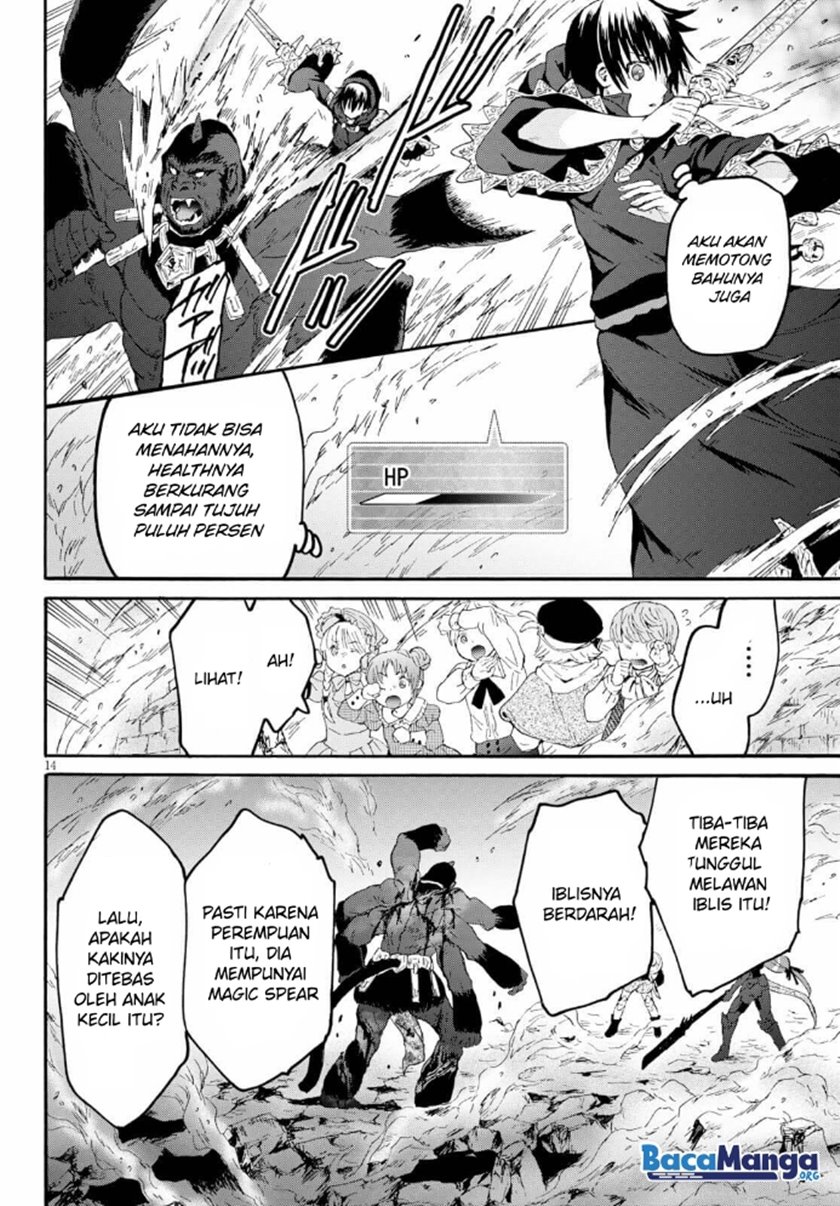 AKU AKAN
MEMOTONG
BAHUNYA
JUGA
AKU TIDAK BISA
MENAHANNYA,
HEALTHNYA
BERKURANG
SAMPAI TUJUH
PULUH PERSEN
HP
...UH
AH!
LIHAT!
14
TIBA-TIBA
MEREKA
TUNGGUL
MELAWAN
IBLIS ITU!
IBLISNYA
BERDARAH!
PASTI KARENA
PEREMPUAN
ITU, DIA
MEMPUNYAI
MAGIC SPEAR
LALU,
APAKAH
KAKINYA
DITEBAS
OLEH ANAK
KECIL ITU?
BacaManga
.ORG